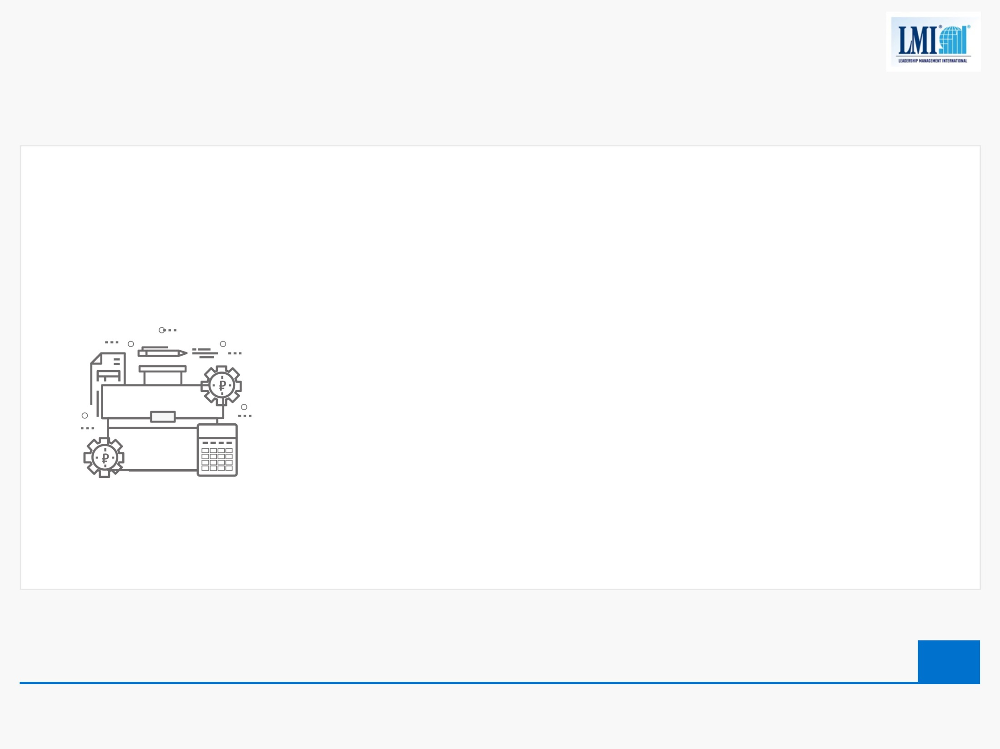 LMI® ®
LEADERSHIP MANAGEMENT INTERNATIONAL
₽
₽